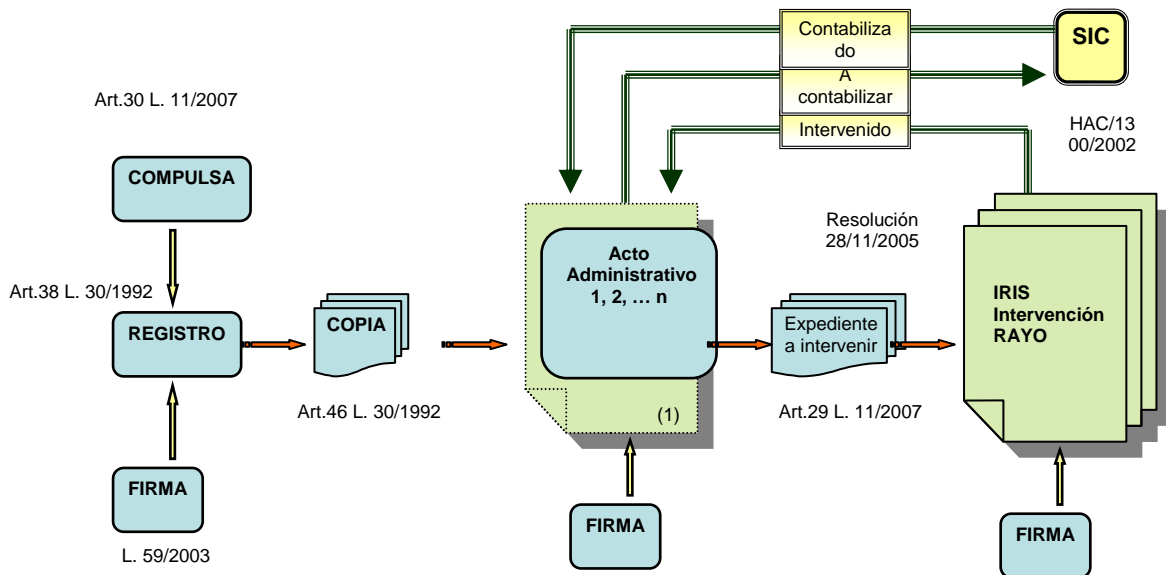 Contabiliza
do
SIC
A
contabilizar
Art.30 L. 11/2007
Intervenido
HAC/13
00/2002
COMPULSA
Resolución
28/11/2005
Acto
Administrativo
1, 2, ... n
Art.38 L. 30/1992
IRIS
Intervención
RAYO
REGISTRO
COPIA
Expediente
a intervenir
Art.46 L. 30/1992
(1)
Art.29 L. 11/2007
FIRMA
FIRMA
FIRMA
L. 59/2003